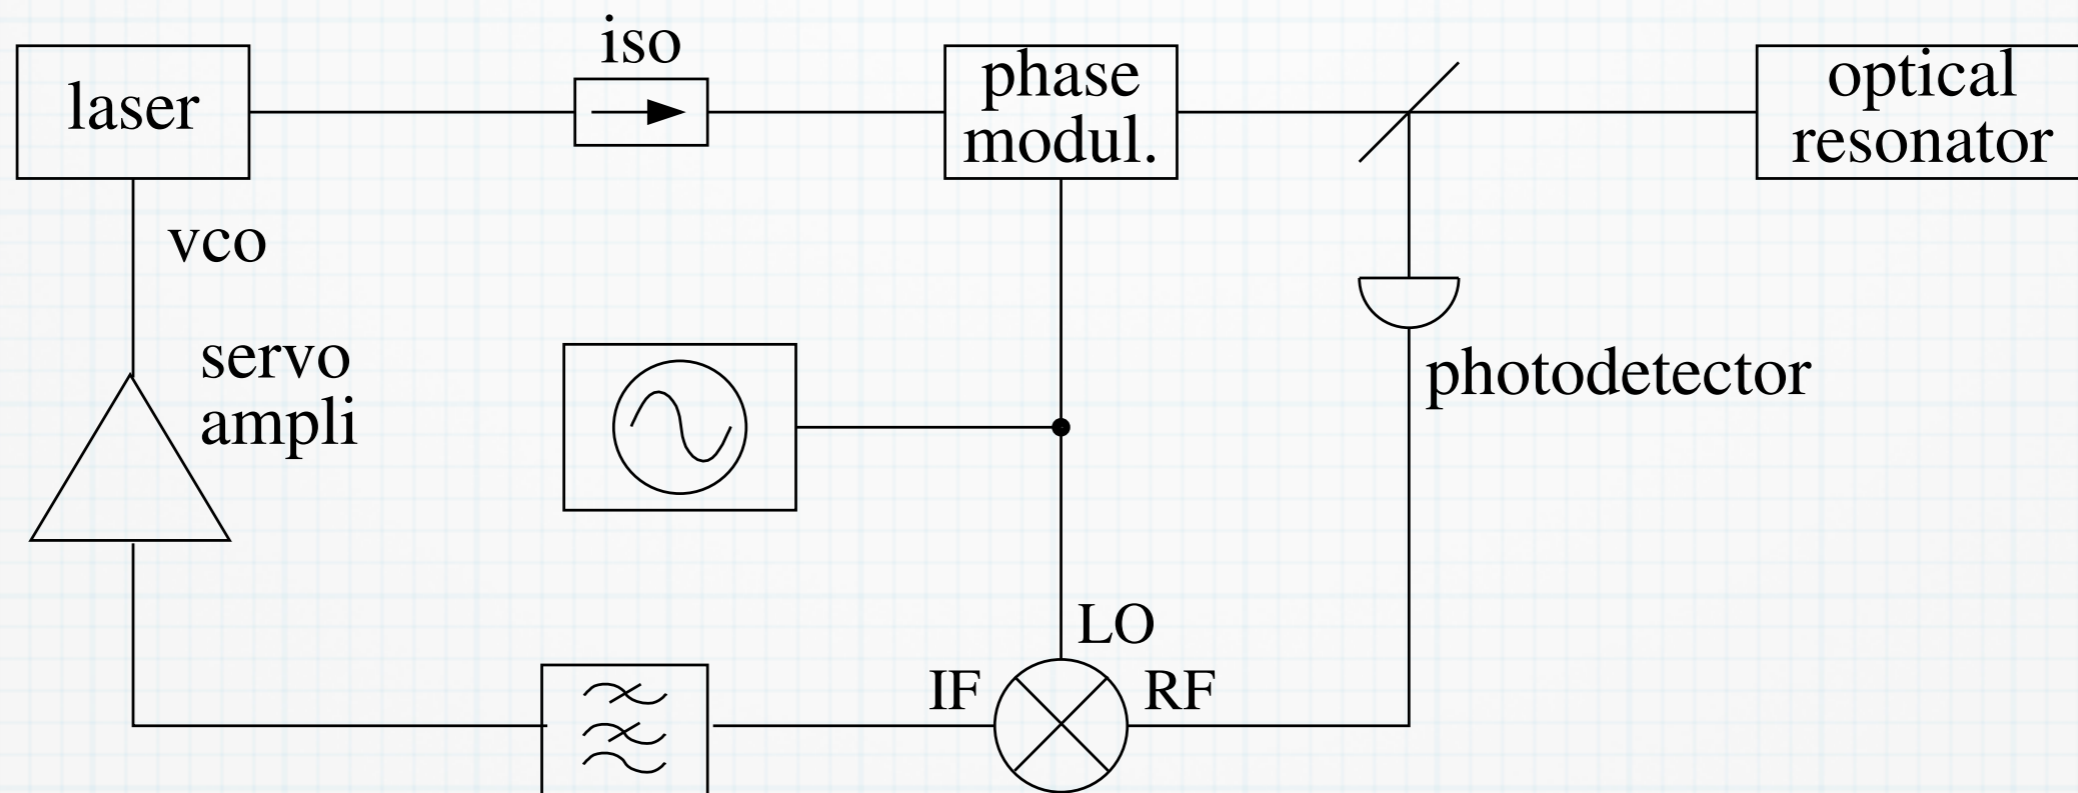 iso
laser
phase
modul.
optical
resonator
vco
servo
ampli
photodetector
LO
IF
RF